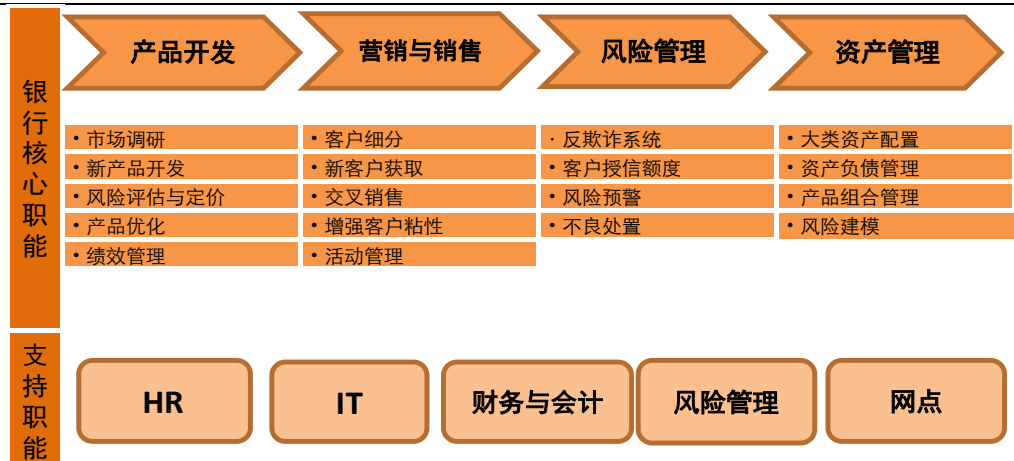 银行核心职能
产品开发
营销与销售
风险管理
资产管理
• 市场调研
• 新产品开发
• 风险评估与定价
• 产品优化
• 绩效管理
• 客户细分
• 新客户获取
• 交叉销售
• 增强客户粘性
• 活动管理
· 反欺诈系统
• 客户授信额度
• 风险预警
• 不良处置
• 大类资产配置
• 资产负债管理
• 产品组合管理
• 风险建模
支持职能
HR
IT
财务与会计
风险管理
网点